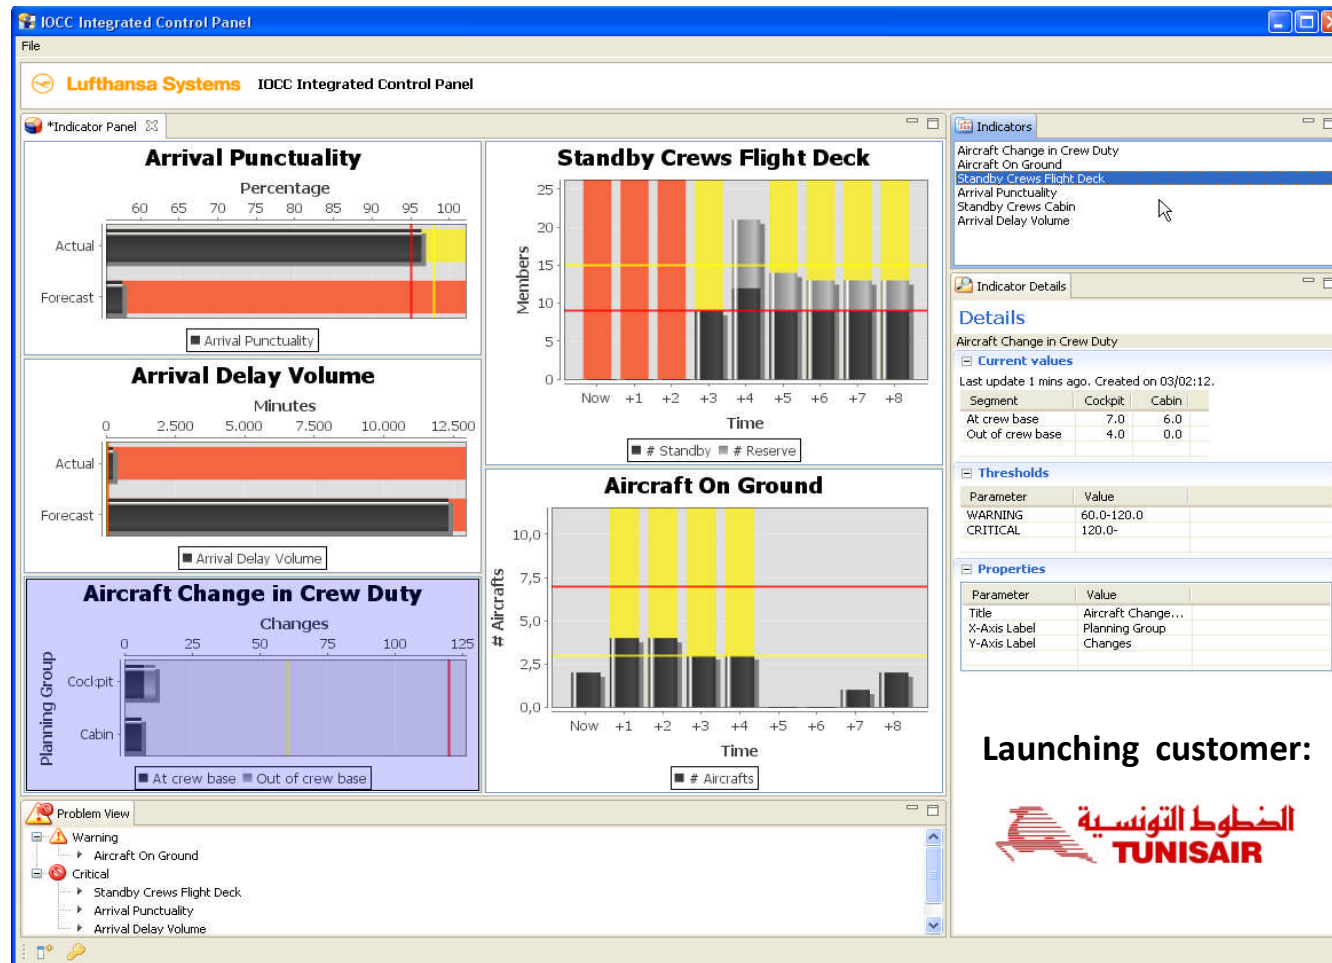 IOCC Integrated Control Panel
File
Lufthansa Systems IOCC Integrated Control Panel
*Indicator Panel
Arrival Punctuality
Percentage
60 65 70 75 80 85 90 95 100
Actual
Forecast
Arrival Punctuality
Arrival Delay Volume
Minutes
0 2.500 5.000 7.500 10.000 12.500
Actual
Forecast
Arrival Delay Volume
Aircraft Change in Crew Duty
Changes
0 25 50 75 100 125
Planning Group
Cockpit
Cabin
At crew base Out of crew base
Standby Crews Flight Deck
Members
25
20
15
10
5
0
Now +1 +2 +3 +4 +5 +6 +7 +8
Time
# Standby # Reserve
Aircraft On Ground
# Aircrafts
10,0
7,5
5,0
2,5
0,0
Now +1 +2 +3 +4 +5 +6 +7 +8
Time
# Aircrafts
Indicators
Aircraft Change in Crew Duty
Aircraft On Ground
Standby Crews Flight Deck
Arrival Punctuality
Standby Crews Cabin
Arrival Delay Volume
Indicator Details
Details
Aircraft Change in Crew Duty
Current values
Last update 1 mins ago. Created on 03/02:12.
Segment Cockpit Cabin
At crew base 7.0 6.0
Out of crew base 4.0 0.0
Thresholds
Parameter Value
WARNING 60.0-120.0
CRITICAL 120.0-
Properties
Parameter Value
Title Aircraft Change...
X-Axis Label Planning Group
Y-Axis Label Changes
Launching customer:
الخطوط التونسية
TUNISAIR
Problem View
Warning
Aircraft On Ground
Critical
Standby Crews Flight Deck
Arrival Punctuality
Arrival Delay Volume